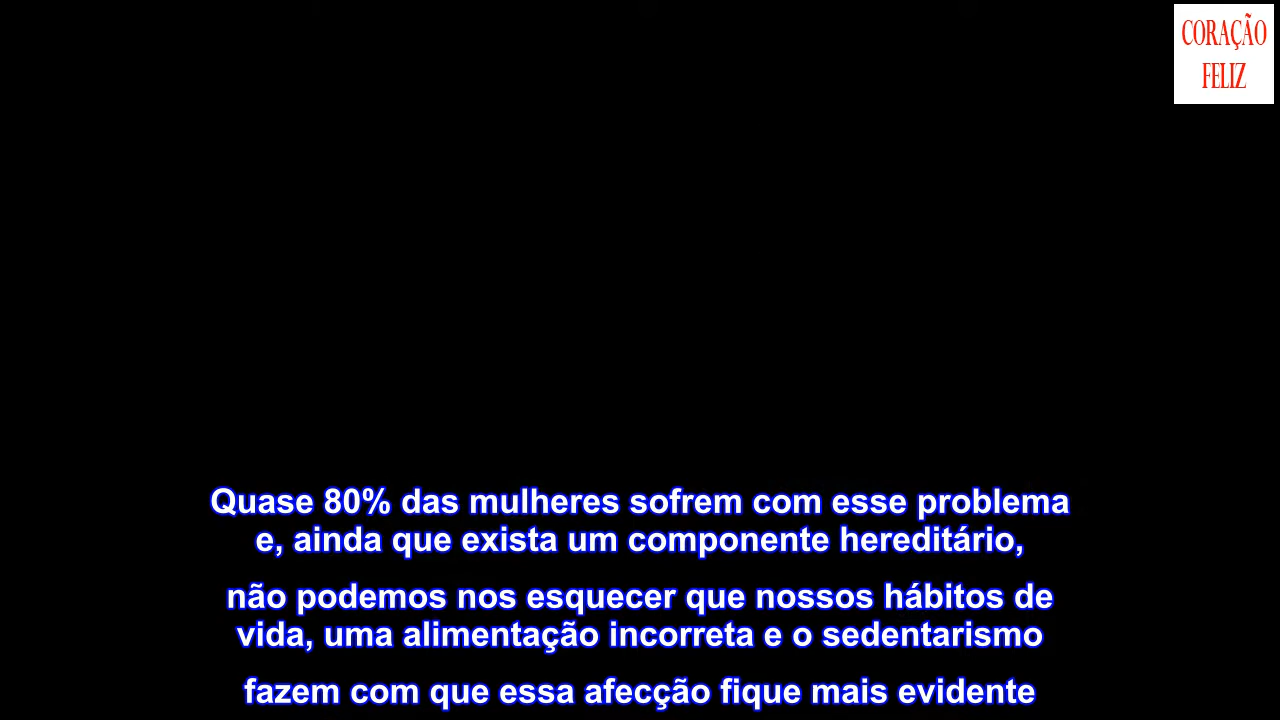 CORAÇÃO
FELIZ
Quase 80% das mulheres sofrem com esse problema
e, ainda que exista um componente hereditário,
não podemos nos esquecer que nossos hábitos de
vida, uma alimentação incorreta e o sedentarismo
fazem com que essa afecção fique mais evidente